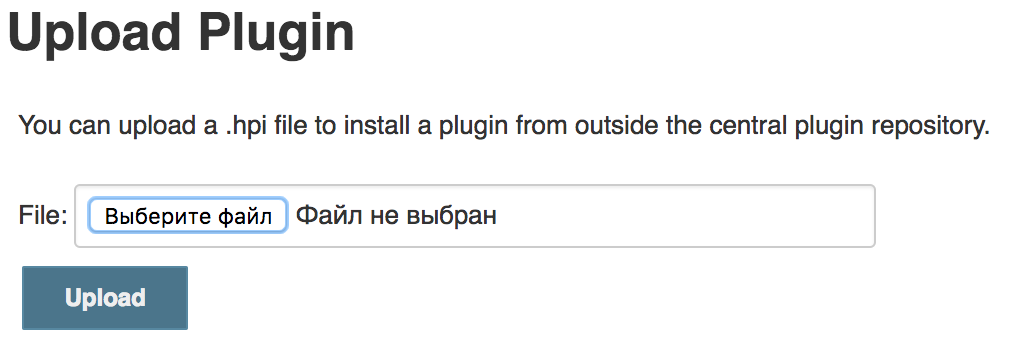 Upload Plugin
You can upload a .hpi file to install a plugin from outside the central plugin repository.
File: Выберите файл Файл не выбран
Upload